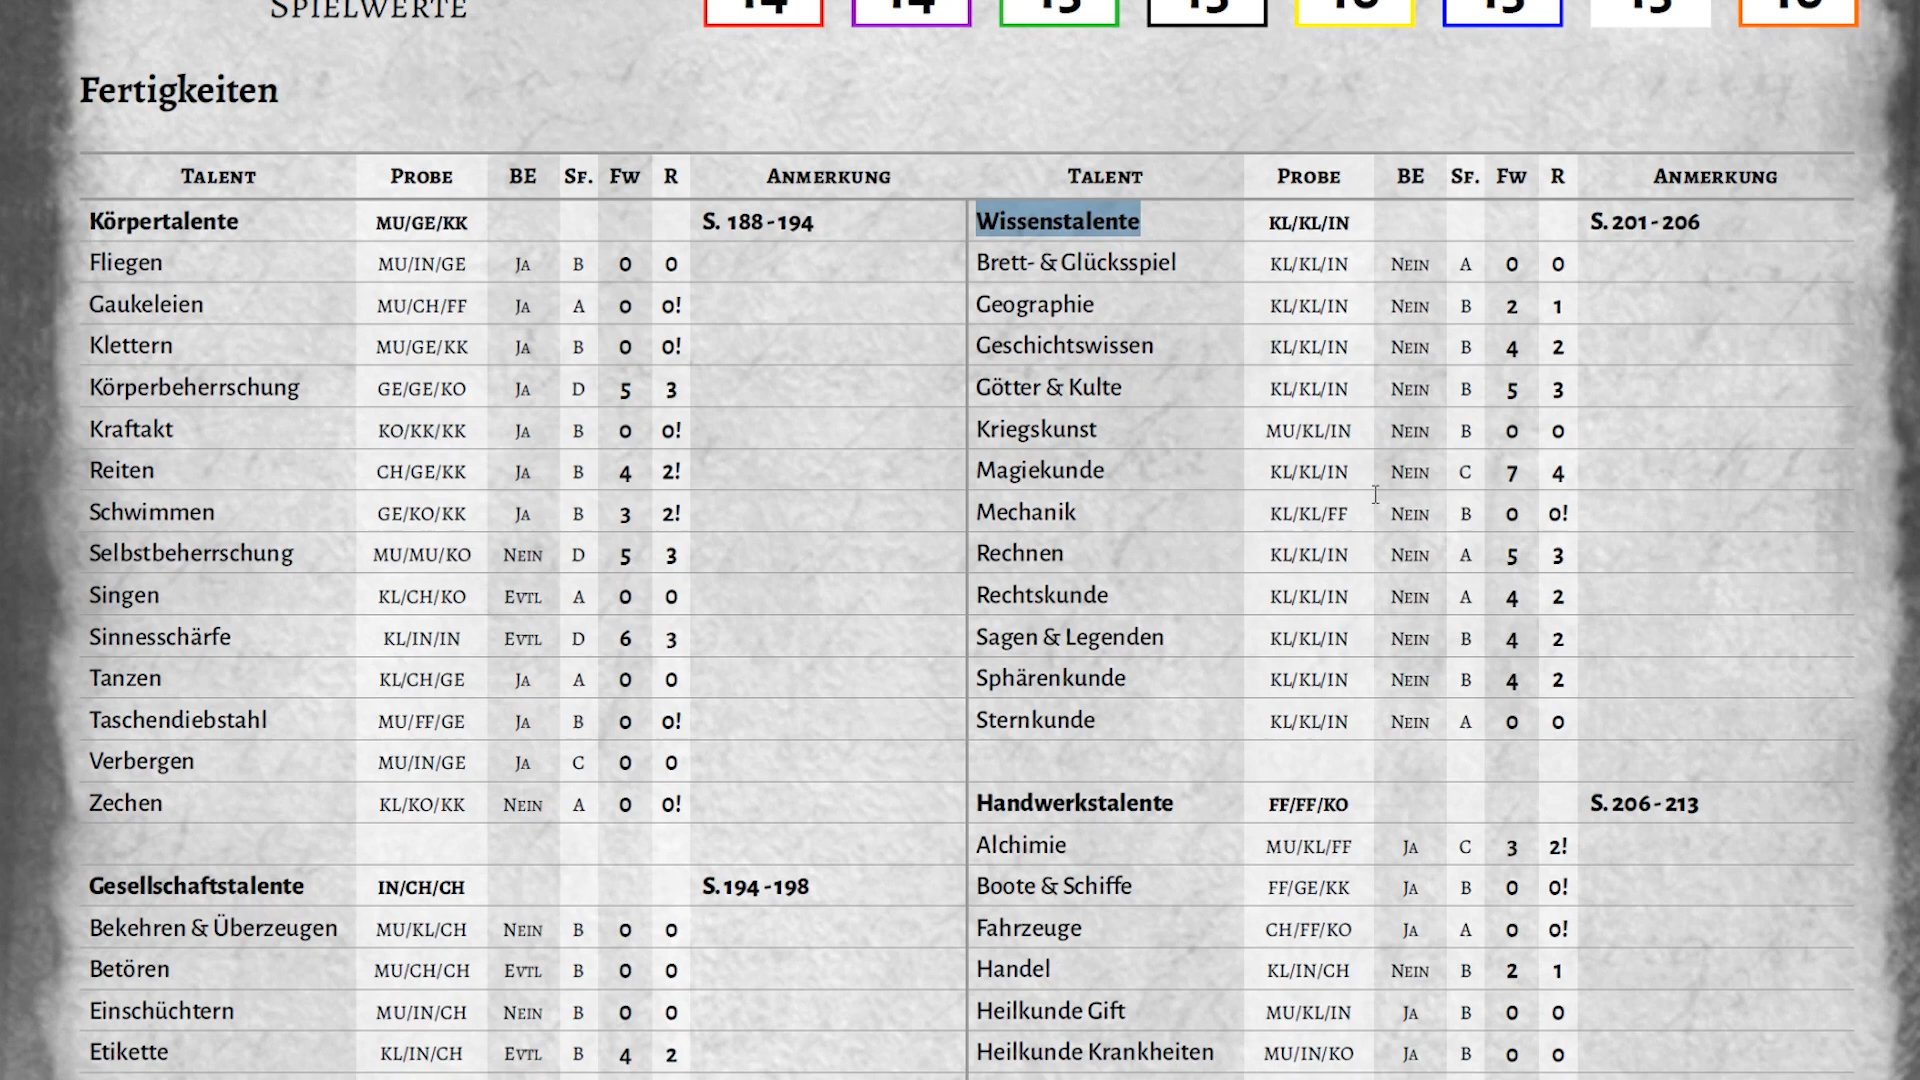 SPIELWERTE
Fertigkeiten
TALENT PROBE BE SF. FW R ANMERKUNG TALENT PROBE BE SF. FW R ANMERKUNG
Körpertalente MU/GE/KK S. 188 - 194 Wissenstalente KL/KL/IN S. 201 - 206
Fliegen MU/IN/GE JA B 0 0 Brett- & Glücksspiel KL/KL/IN NEIN A 0 0
Gaukeleien MU/CH/FF JA A 0 0! Geographie KL/KL/IN NEIN B 2 1
Klettern MU/GE/KK JA B 0 0! Geschichtswissen KL/KL/IN NEIN B 4 2
Körperbeherrschung GE/GE/KO JA D 5 3 Götter & Kulte KL/KL/IN NEIN B 5 3
Kraftakt KO/KK/KK JA B 0 0! Kriegskunst MU/KL/IN NEIN B 0 0
Reiten CH/GE/KK JA B 4 2! Magiekunde KL/KL/IN NEIN C 7 4
Schwimmen GE/KO/KK JA B 3 2! Mechanik KL/KL/FF NEIN B 0 0!
Selbstbeherrschung MU/MU/KO NEIN D 5 3 Rechnen KL/KL/IN NEIN A 5 3
Singen KL/CH/KO EVTL A 0 0 Rechtskunde KL/KL/IN NEIN A 4 2
Sinnesschärfe KL/IN/IN EVTL D 6 3 Sagen & Legenden KL/KL/IN NEIN B 4 2
Tanzen KL/CH/GE JA A 0 0 Sphärenkunde KL/KL/IN NEIN B 4 2
Taschendiebstahl MU/FF/GE JA B 0 0! Sternkunde KL/KL/IN NEIN A 0 0
Verbergen MU/IN/GE JA C 0 0
Zechen KL/KO/KK NEIN A 0 0! Handwerkstalente FF/FF/KO S. 206 - 213
Alchimie MU/KL/FF JA C 3 2!
Gesellschaftstalente IN/CH/CH S. 194 - 198 Boote & Schiffe FF/GE/KK JA B 0 0!
Bekehren & Überzeugen MU/KL/CH NEIN B 0 0 Fahrzeuge CH/FF/KO JA A 0 0!
Betören MU/CH/CH EVTL B 0 0 Handel KL/IN/CH NEIN B 2 1
Einschüchtern MU/IN/CH NEIN B 0 0 Heilkunde Gift MU/KL/IN JA B 0 0
Etikette KL/IN/CH EVTL B 4 2 Heilkunde Krankheiten MU/IN/KO JA B 0 0